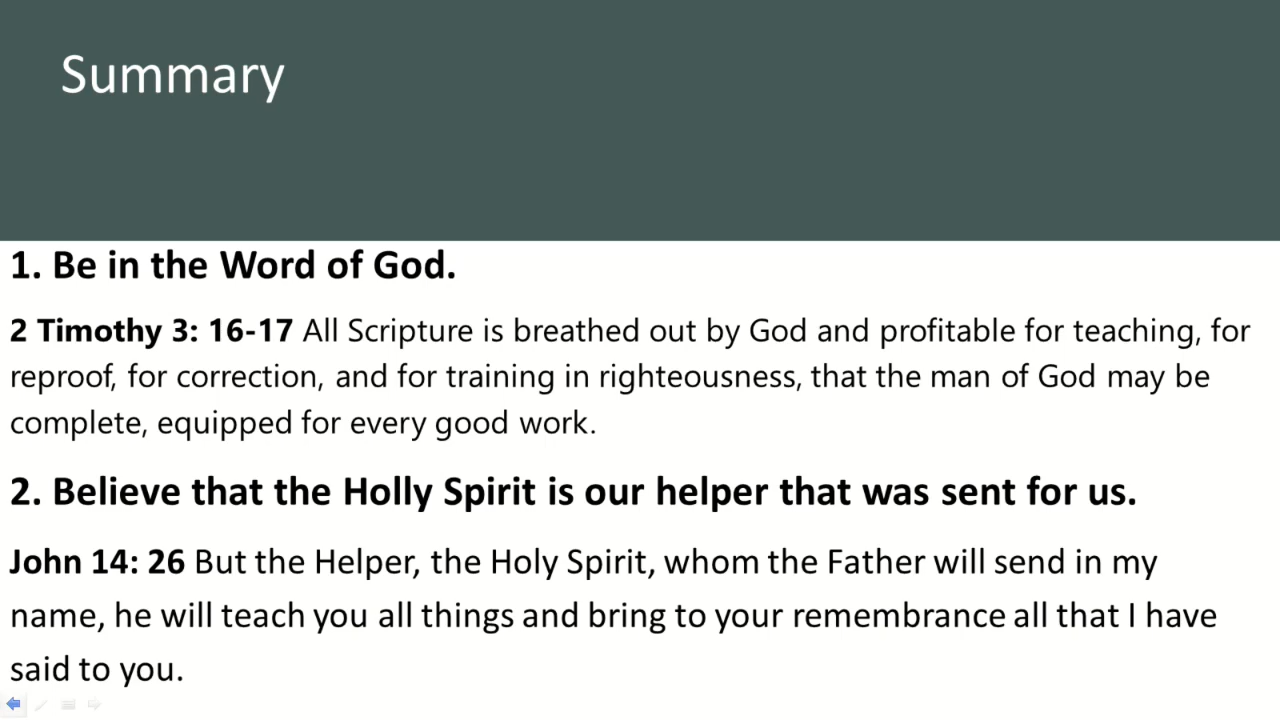 Summary
1. Be in the Word of God.
2 Timothy 3: 16-17 All Scripture is breathed out by God and profitable for teaching, for
reproof, for correction, and for training in righteousness, that the man of God may be
complete, equipped for every good work.
2. Believe that the Holly Spirit is our helper that was sent for us.
John 14: 26 But the Helper, the Holy Spirit, whom the Father will send in my
name, he will teach you all things and bring to your remembrance all that I have
said to you.